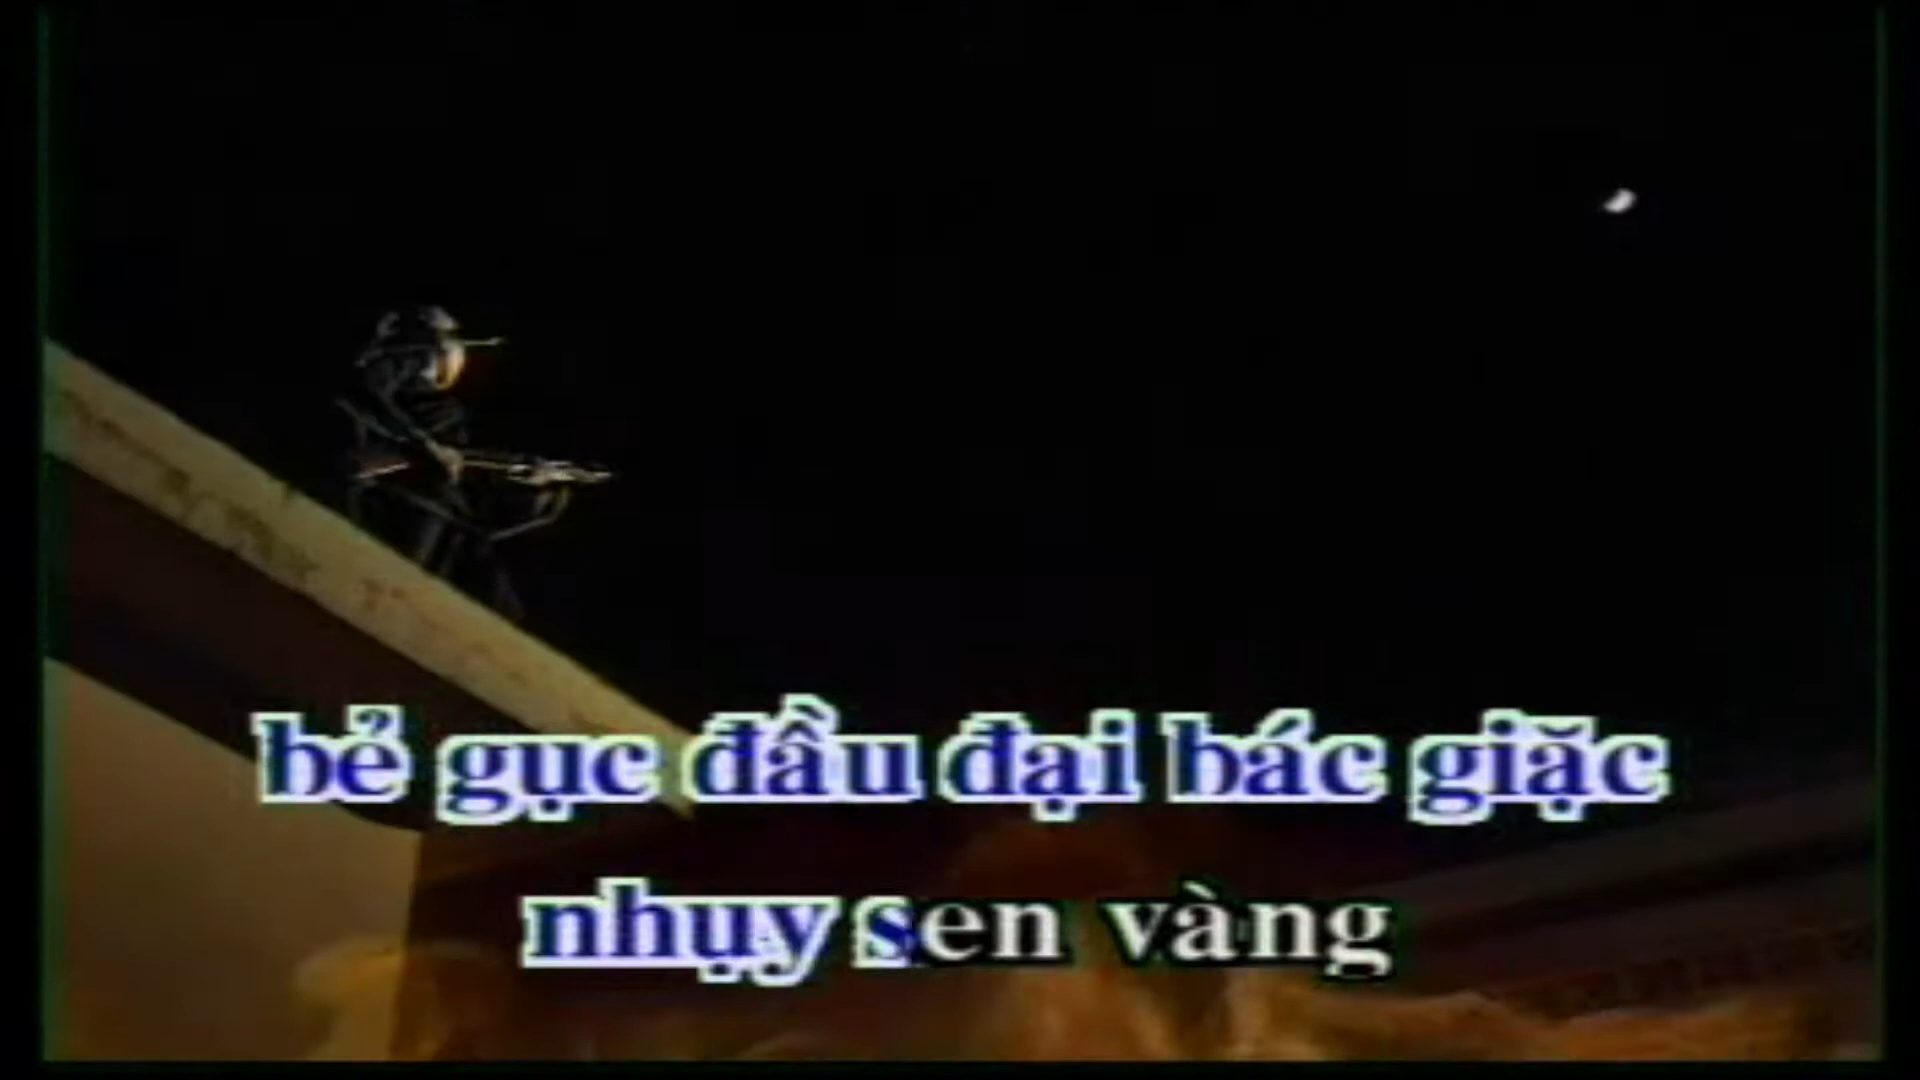 bẻ gục đầu đại bác giặc
nhụy sen vàng